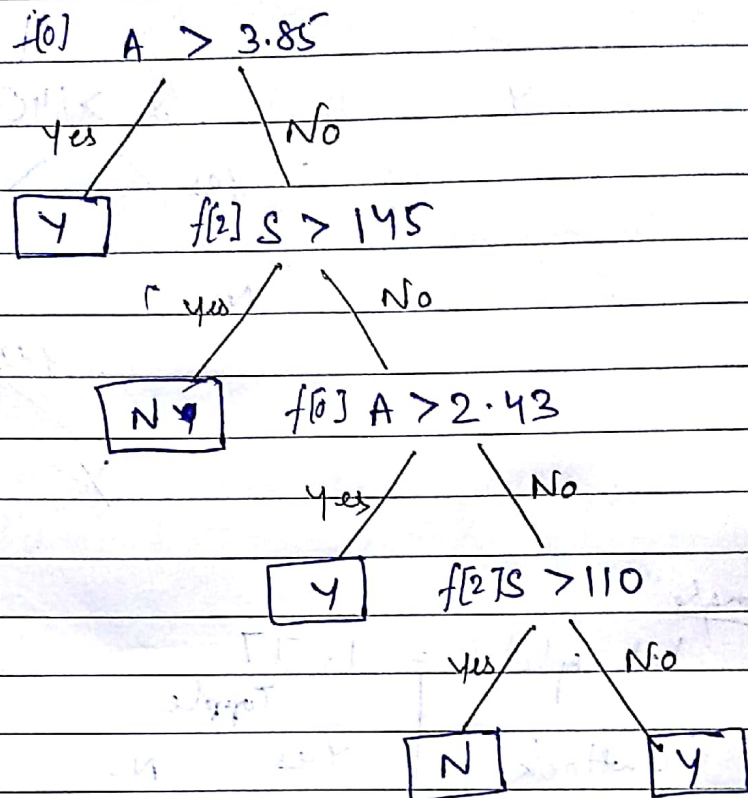 f[0] A > 3.85
Yes No
Y f[2] S > 145
yes No
N f[0] A > 2.43
Yes No
Y f[2]S > 110
yes No
N Y